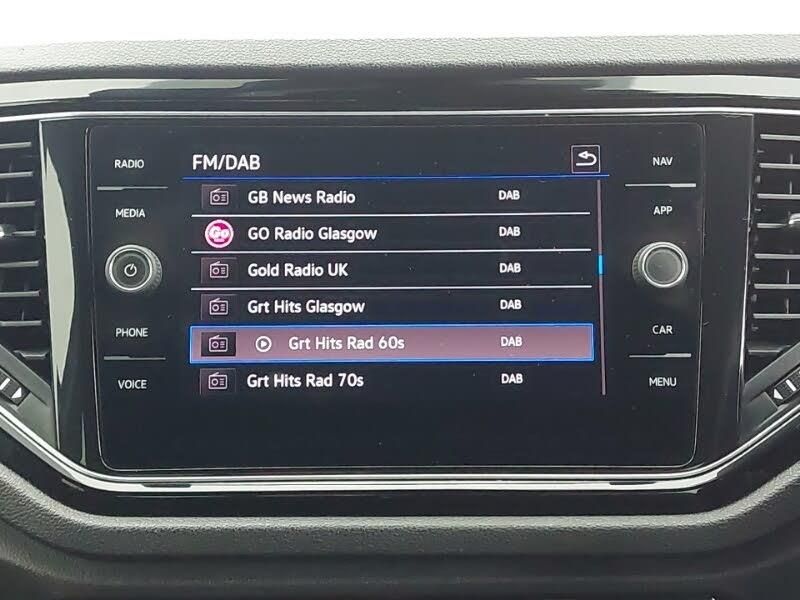 RADIO
FM/DAB
NAV
MEDIA
GB News Radio DAB
APP
Go GO Radio Glasgow DAB
Gold Radio UK DAB
Grt Hits Glasgow DAB
PHONE
Grt Hits Rad 60s DAB
CAR
VOICE
Grt Hits Rad 70s DAB
MENU